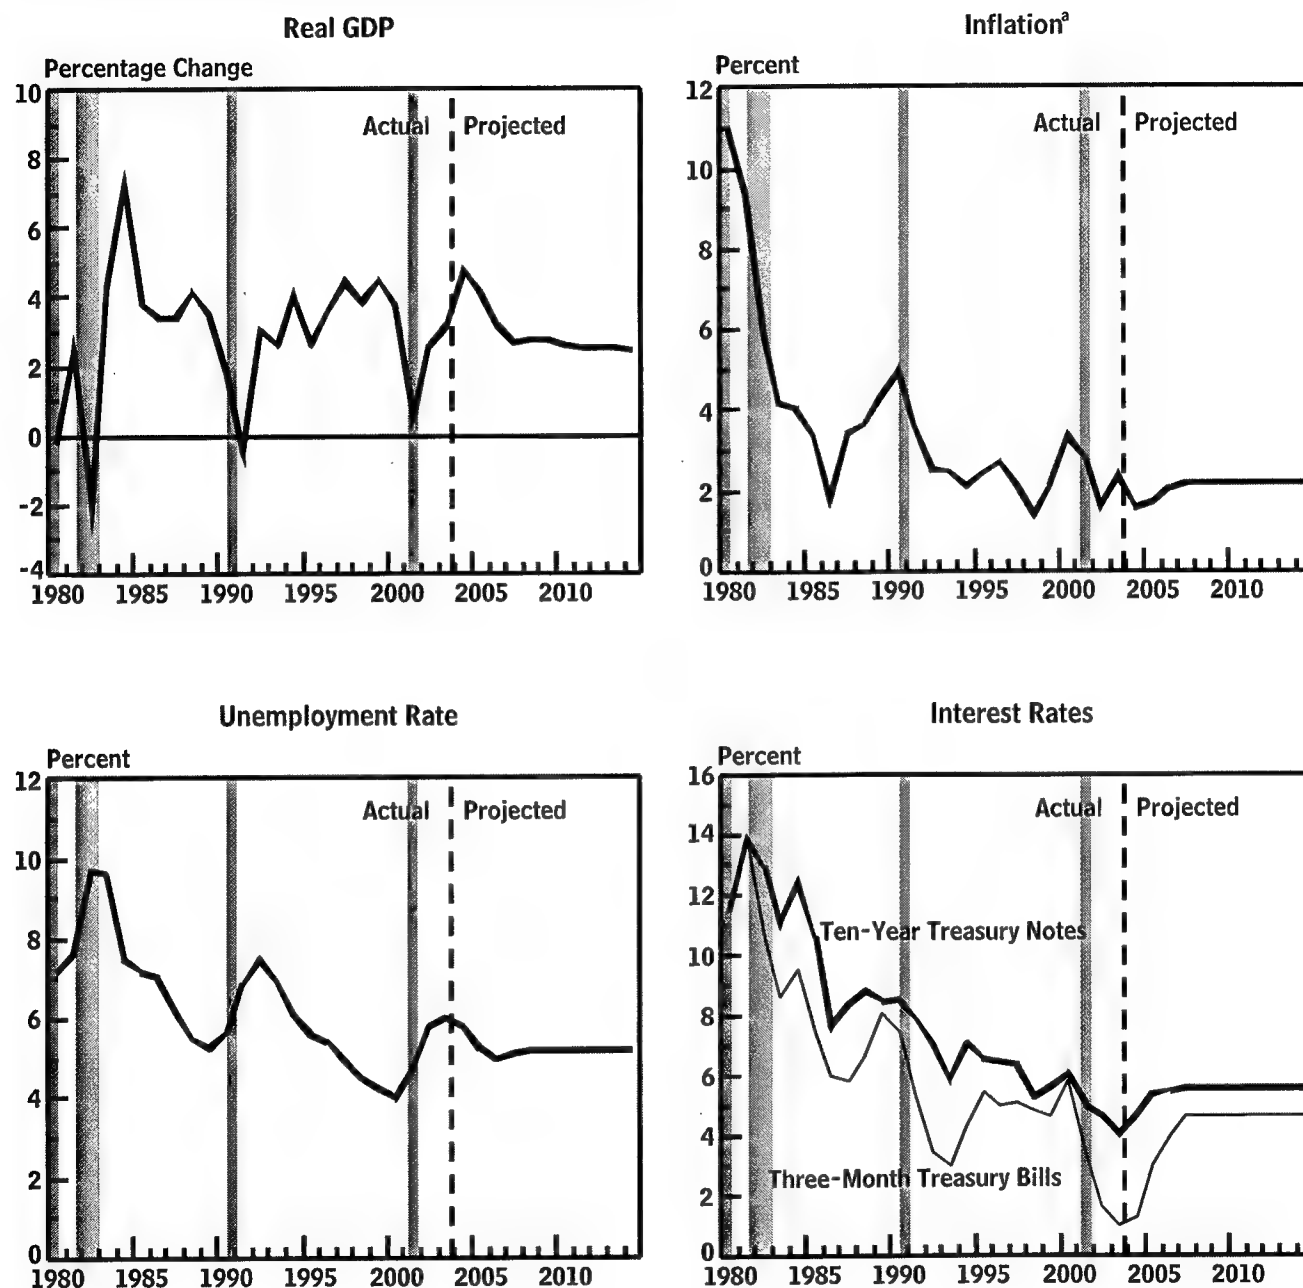 Real GDP
Percentage Change
10
8
6
4
2
0
-2
-4
Actual Projected
1980 1985 1990 1995 2000 2005 2010
Inflationª
Percent
12
10
8
6
4
2
0
Actual Projected
1980 1985 1990 1995 2000 2005 2010
Unemployment Rate
Percent
12
10
8
6
4
2
0
Actual Projected
1980 1985 1990 1995 2000 2005 2010
Interest Rates
Percent
16
14
12
10
8
6
4
2
0
Actual Projected
Ten-Year Treasury Notes
Three-Month Treasury Bills
1980 1985 1990 1995 2000 2005 2010